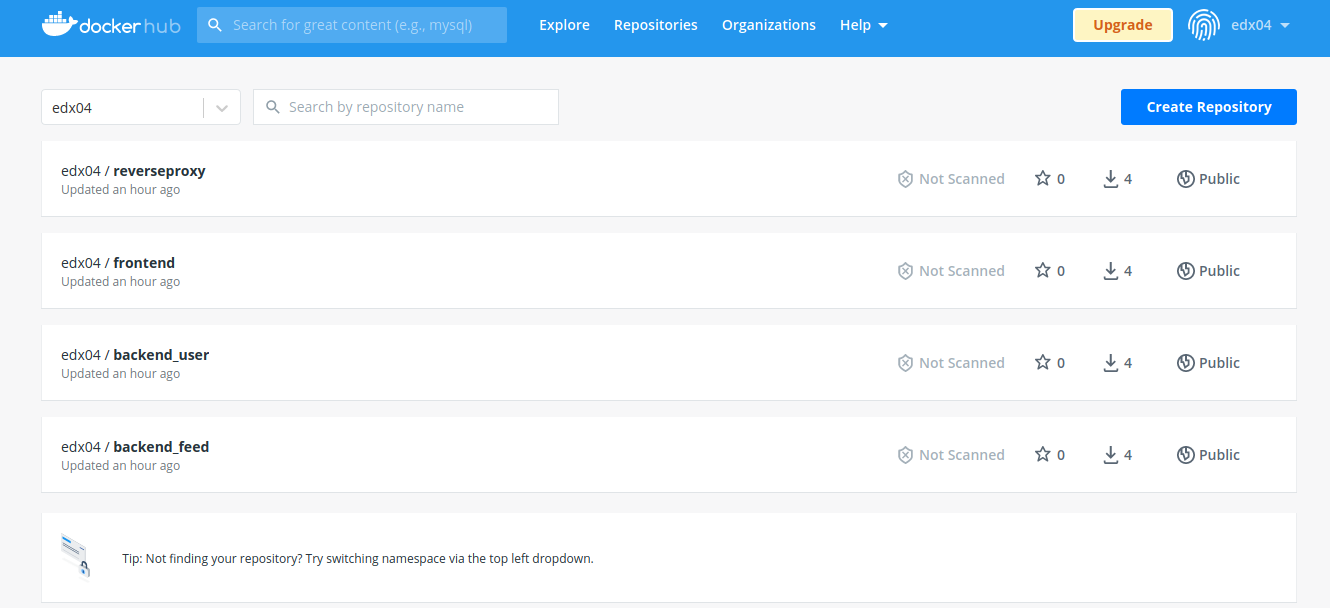 dockerhub Search for great content (e.g., mysql) Explore Repositories Organizations Help Upgrade edx04
edx04 Search by repository name Create Repository
edx04 / reverseproxy
Updated an hour ago
Not Scanned 0 4 Public
edx04 / frontend
Updated an hour ago
Not Scanned 0 4 Public
edx04 / backend_user
Updated an hour ago
Not Scanned 0 4 Public
edx04 / backend_feed
Updated an hour ago
Not Scanned 0 4 Public
Tip: Not finding your repository? Try switching namespace via the top left dropdown.